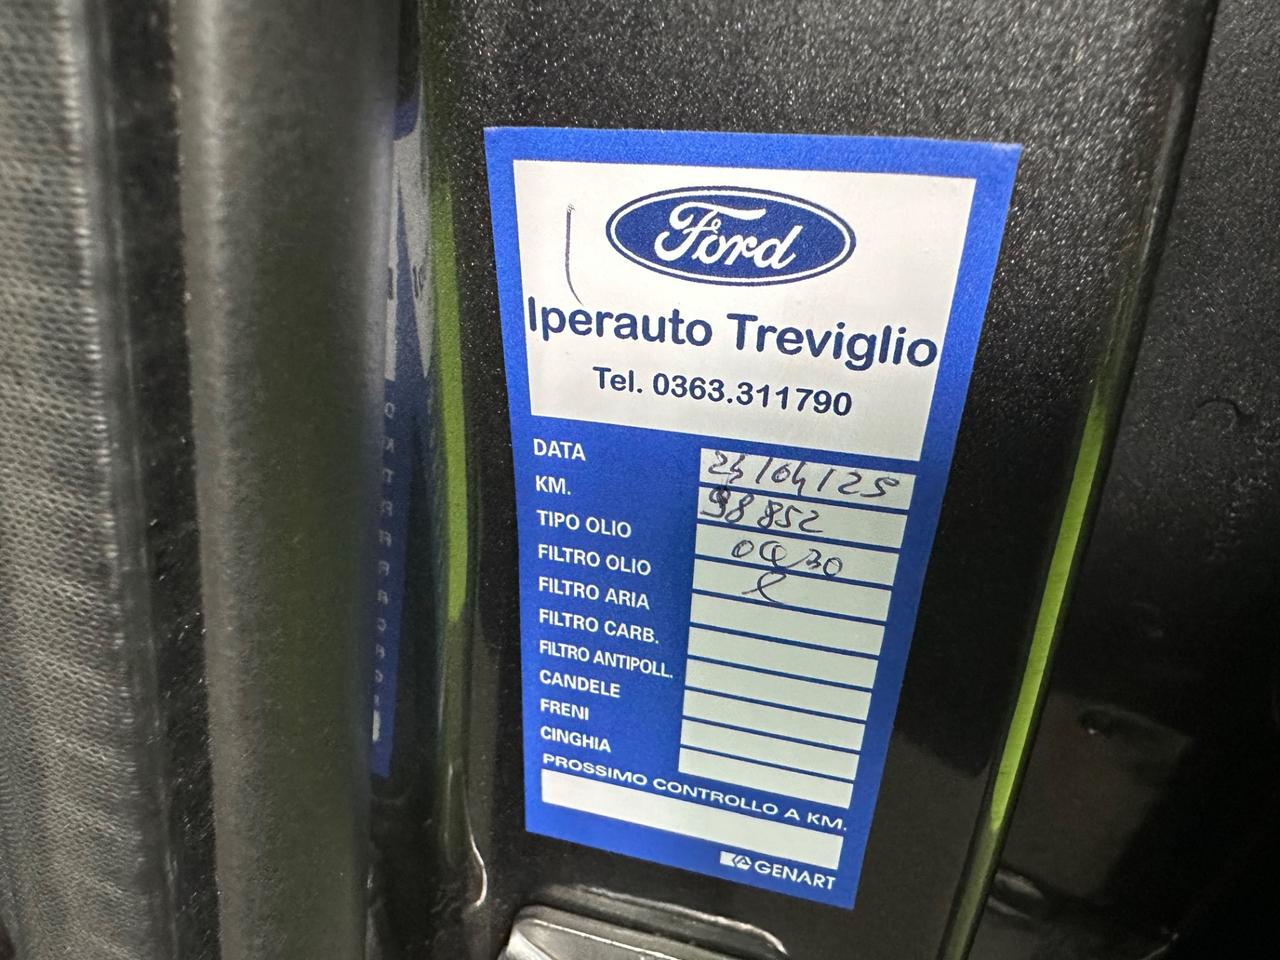 Ford
Iperauto Treviglio
Tel. 0363.311790
DATA 23/04/25
KM. 98852
TIPO OLIO 0W30
FILTRO OLIO
FILTRO ARIA
FILTRO CARB.
FILTRO ANTIPOLL.
CANDELE
FRENI
CINGHIA
PROSSIMO CONTROLLO A KM.
GENART